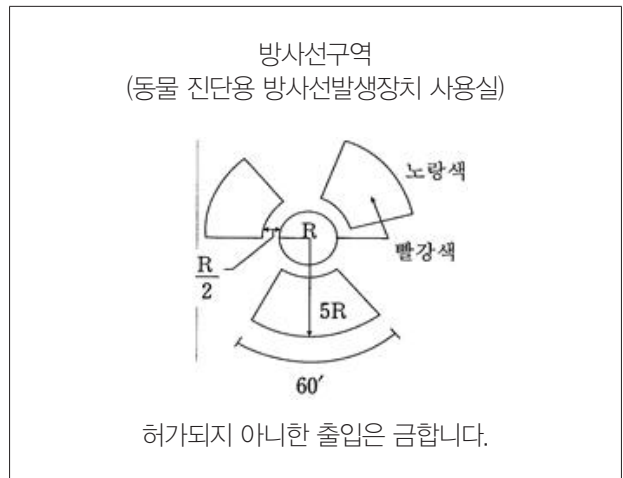 방사선구역
(동물 진단용 방사선발생장치 사용실)
노랑색
R
빨강색
R
2
5R
60′
허가되지 아니한 출입은 금합니다.